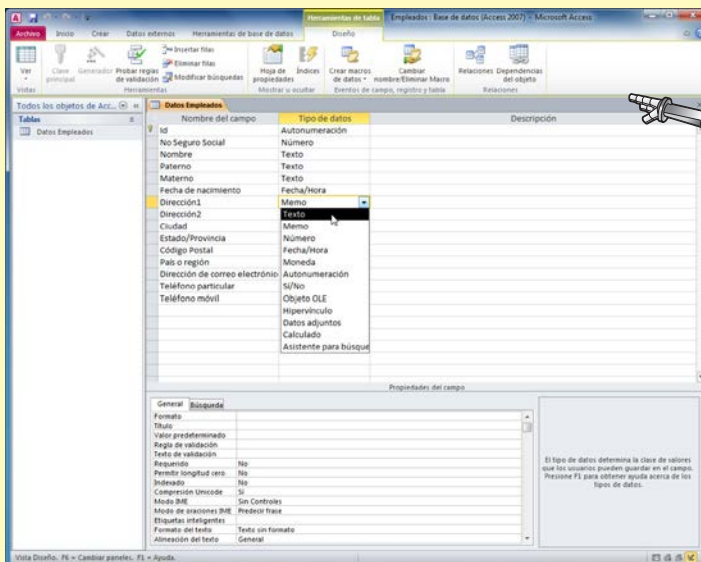 Herramientas de tabla
Empleados : Base de datos (Access 2007) - Microsoft Access
Archivo Inicio Crear Datos externos Herramientas de base de datos Diseño
Ver
Clave principal
Generador
Probar reglas de validación
Insertar filas
Eliminar filas
Modificar búsquedas
Hoja de propiedades
Índices
Crear macros de datos
Cambiar nombre/Eliminar Macro
Relaciones
Dependencias del objeto
Vistas Herramientas Mostrar u ocultar Eventos de campo, registro y tabla Relaciones
Todos los objetos de Acc...
Tablas
Datos Empleados
Datos Empleados
Nombre del campo Tipo de datos Descripción
Id Autonumeración
No Seguro Social Número
Nombre Texto
Paterno Texto
Materno Texto
Fecha de nacimiento Fecha/Hora
Dirección1 Memo
Dirección2 Texto
Ciudad Memo
Estado/Provincia Número
Código Postal Fecha/Hora
País o región Moneda
Dirección de correo electrónic Autonumeración
Teléfono particular Sí/No
Teléfono móvil Objeto OLE
Hipervínculo
Datos adjuntos
Calculado
Asistente para búsque
Propiedades del campo
General Búsqueda
Formato
Título
Valor predeterminado
Regla de validación
Texto de validación
Requerido No
Permitir longitud cero No
Indexado No
Compresión Unicode Sí
Modo IME Sin Controles
Modo de oraciones IME Predecir frase
Etiquetas inteligentes
Formato del texto Texto sin formato
Alineación del texto General
El tipo de datos determina la clase de valores
que los usuarios pueden guardar en el campo.
Presione F1 para obtener ayuda acerca de los
tipos de datos.
Vista Diseño. F6 = Cambiar paneles. F1 = Ayuda.